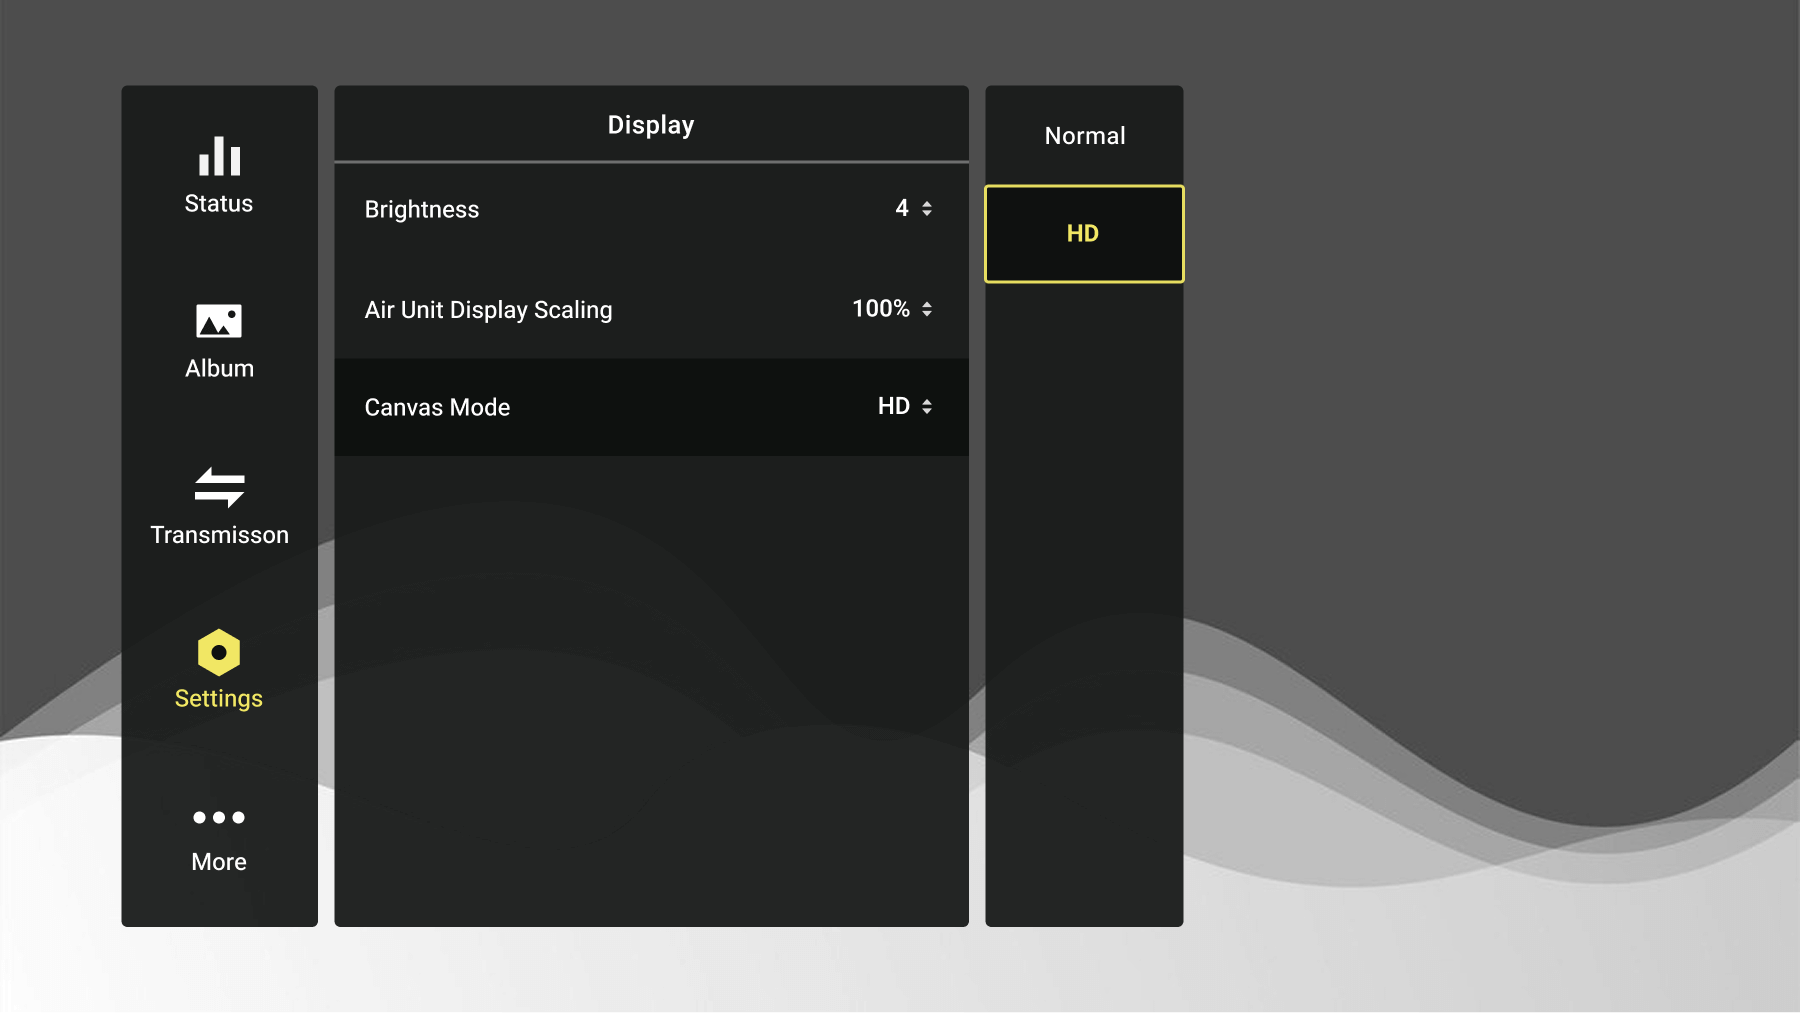 Status
Album
Transmisson
Settings
More
Display
Brightness 4
Air Unit Display Scaling 100%
Canvas Mode HD
Normal
HD